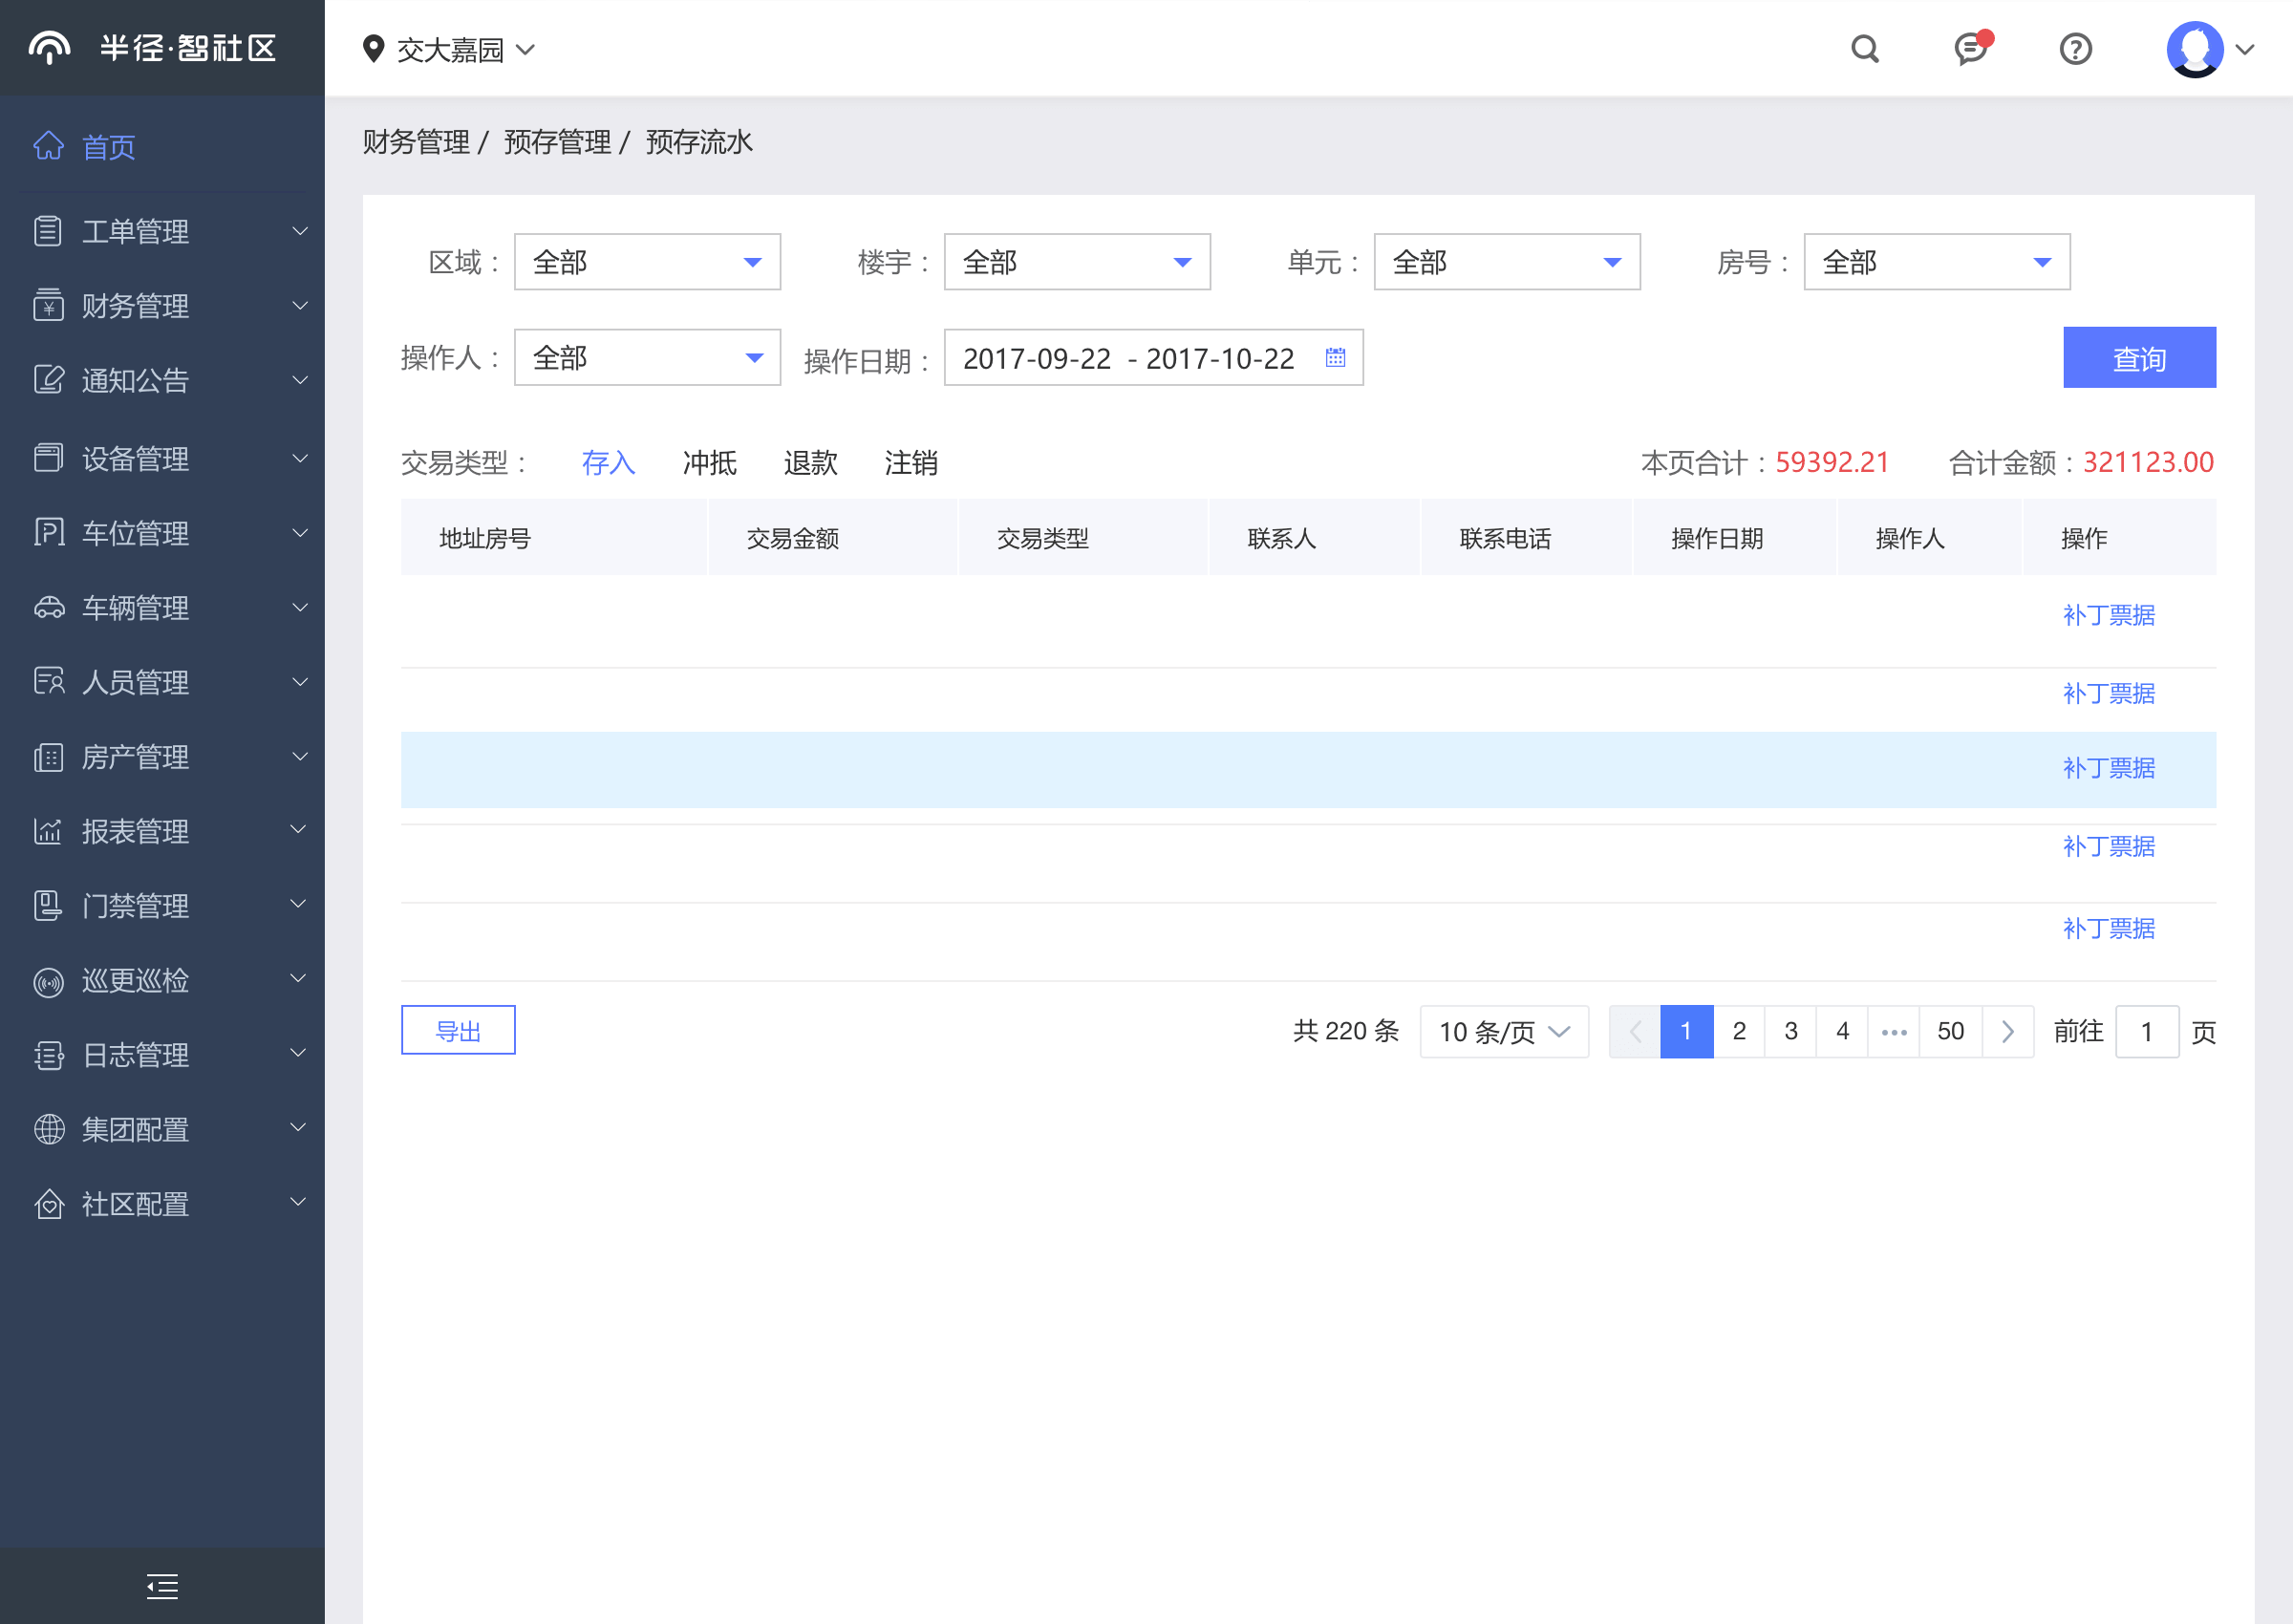 半径·智社区
交大嘉园
首页
工单管理
财务管理
通知公告
设备管理
车位管理
车辆管理
人员管理
房产管理
报表管理
门禁管理
巡更巡检
日志管理
集团配置
社区配置
财务管理 / 预存管理 / 预存流水
区域： 全部 楼宇： 全部 单元： 全部 房号： 全部
操作人： 全部 操作日期： 2017-09-22 - 2017-10-22 查询
交易类型： 存入 冲抵 退款 注销 本页合计：59392.21 合计金额：321123.00
地址房号 交易金额 交易类型 联系人 联系电话 操作日期 操作人 操作
补丁票据
补丁票据
补丁票据
补丁票据
补丁票据
导出 共 220 条 10 条/页 1 2 3 4 ••• 50 前往 1 页